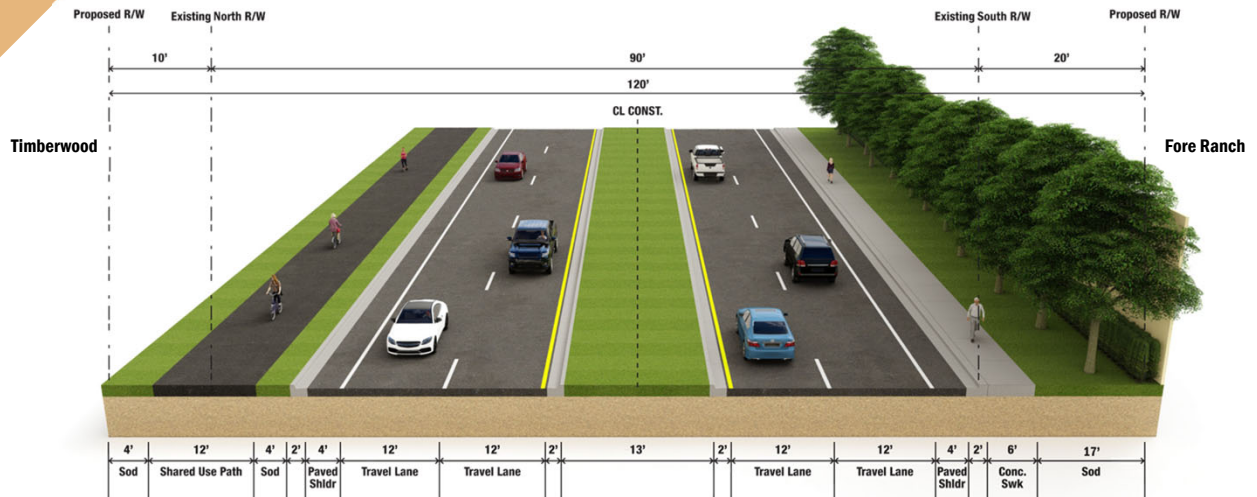 Proposed R/W
Existing North R/W
Existing South R/W
Proposed R/W
10'
90'
20'
120'
CL CONST.
Timberwood
Fore Ranch
4'
12'
4'
2'
4'
12'
12'
2'
13'
2'
12'
12'
4'
2'
6'
17'
Sod
Shared Use Path
Sod
Paved
Shldr
Travel Lane
Travel Lane
Travel Lane
Travel Lane
Paved
Shldr
Conc.
Swk
Sod